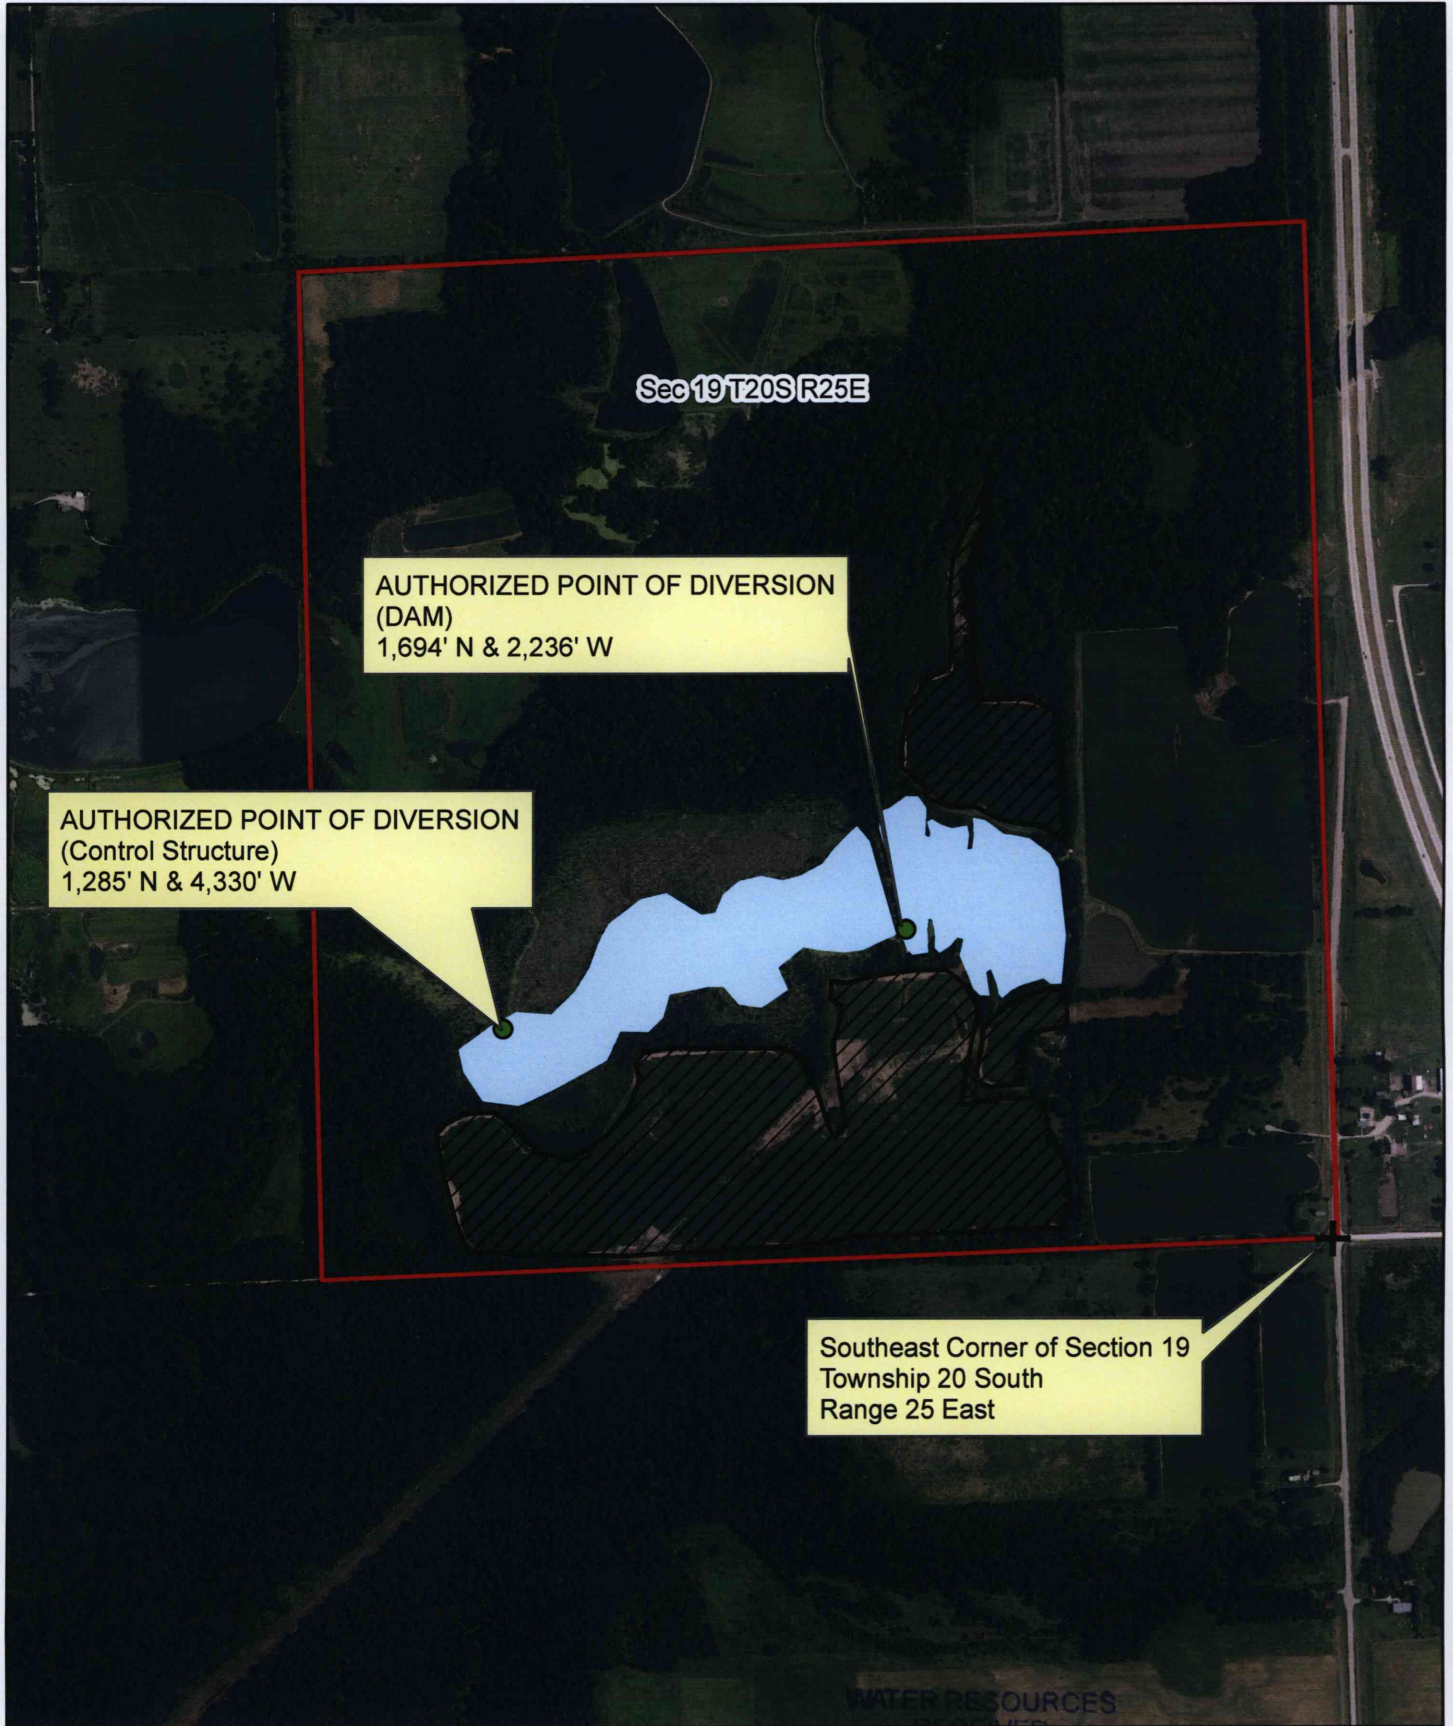 Sec 19 T20S R25E
AUTHORIZED POINT OF DIVERSION
(DAM)
1,694' N & 2,236' W
AUTHORIZED POINT OF DIVERSION
(Control Structure)
1,285' N & 4,330' W
Southeast Corner of Section 19
Township 20 South
Range 25 East
WATER RESOURCES